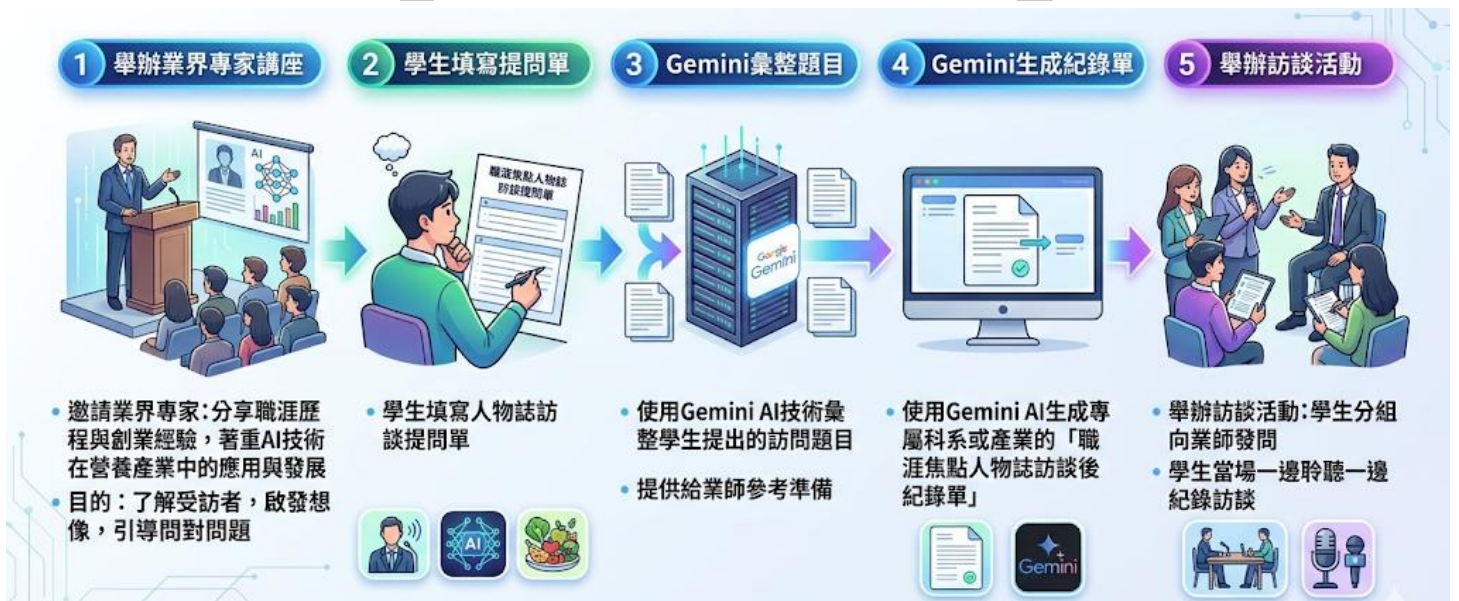 1 舉辦業界專家講座
2 學生填寫提問單
3 Gemini彙整題目
4 Gemini生成紀錄單
5 舉辦訪談活動
AI
職涯焦點人物誌
訪談提問單
Google
Gemini
• 邀請業界專家:分享職涯歷
程與創業經驗，著重AI技術
在營養產業中的應用與發展
• 目的：了解受訪者，啟發想
像，引導問對問題
• 學生填寫人物誌訪
談提問單
AI
• 使用Gemini AI技術彙
整學生提出的訪問題目
• 提供給業師參考準備
• 使用Gemini AI生成專
屬科系或產業的「職
涯焦點人物誌訪談後
紀錄單」
Gemini
• 舉辦訪談活動：學生分組
向業師發問
• 學生當場一邊聆聽一邊
紀錄訪談